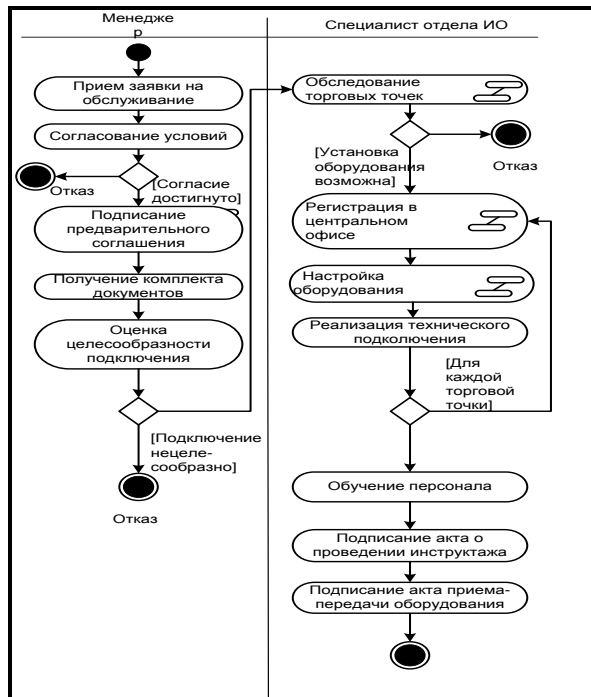 Менедже
р
Прием заявки на
обслуживание
Согласование условий
Отказ
[Согласие
достигнуто]
Подписание
предварительного
соглашения
Получение комплекта
документов
Оценка
целесообразности
подключения
[Подключение
нецеле-
сообразно]
Отказ
Специалист отдела ИО
Обследование
торговых точек
Отказ
[Установка
оборудования
возможна]
Регистрация в
центральном
офисе
Настройка
оборудования
Реализация технического
подколючения
[Для
каждой
торговой
точки]
Обучение персонала
Подписание акта о
проведении инструктажа
Подписание акта приема-
передачи оборудования